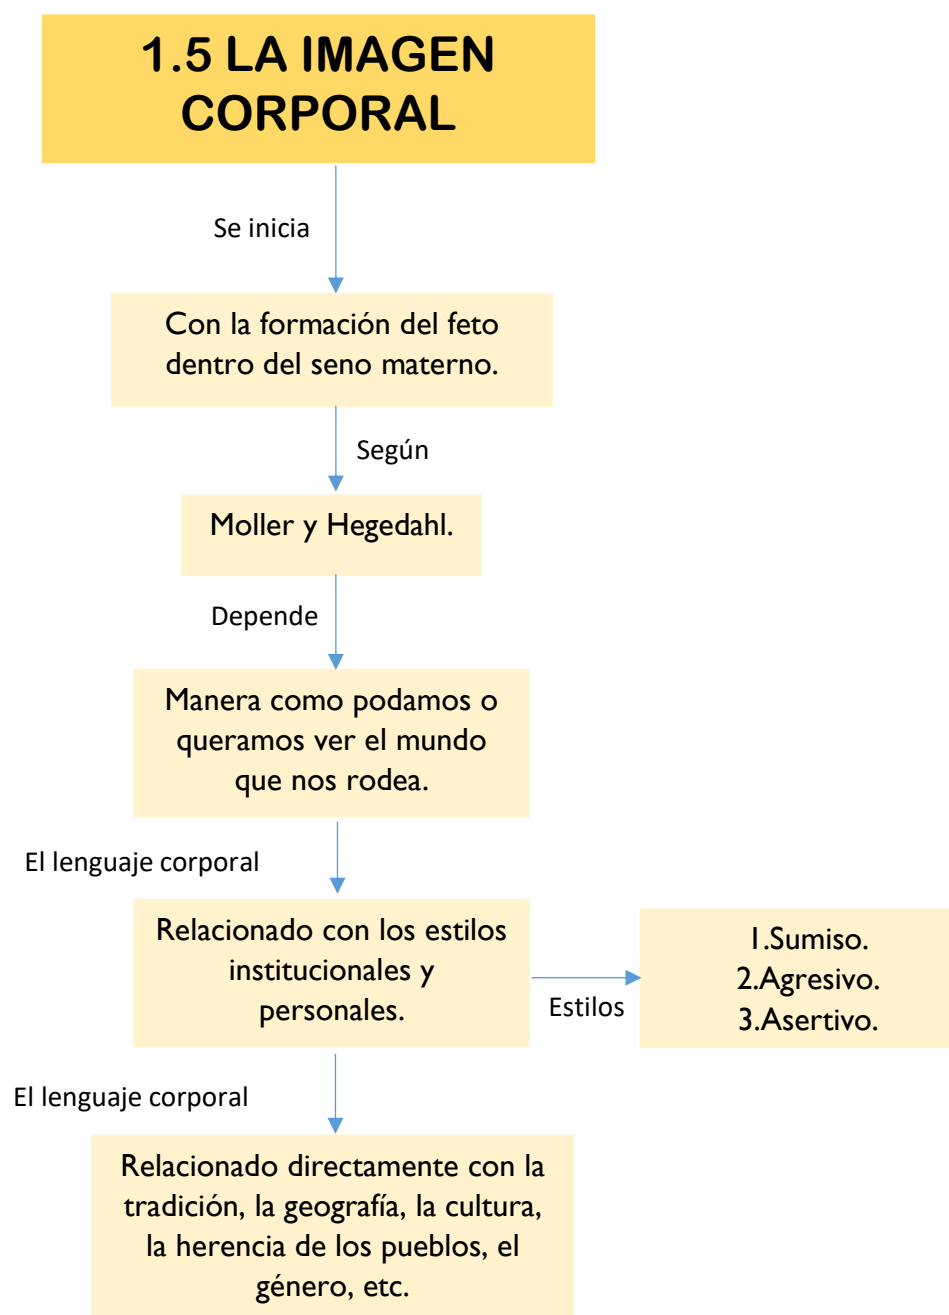 1.5 LA IMAGEN
CORPORAL
Se inicia
Con la formación del feto
dentro del seno materno.
Según
Moller y Hegedahl.
Depende
Manera como podamos o
queramos ver el mundo
que nos rodea.
El lenguaje corporal
Relacionado con los estilos
institucionales y
personales.
Estilos
1.Sumiso.
2.Agresivo.
3.Asertivo.
El lenguaje corporal
Relacionado directamente con la
tradición, la geografía, la cultura,
la herencia de los pueblos, el
género, etc.